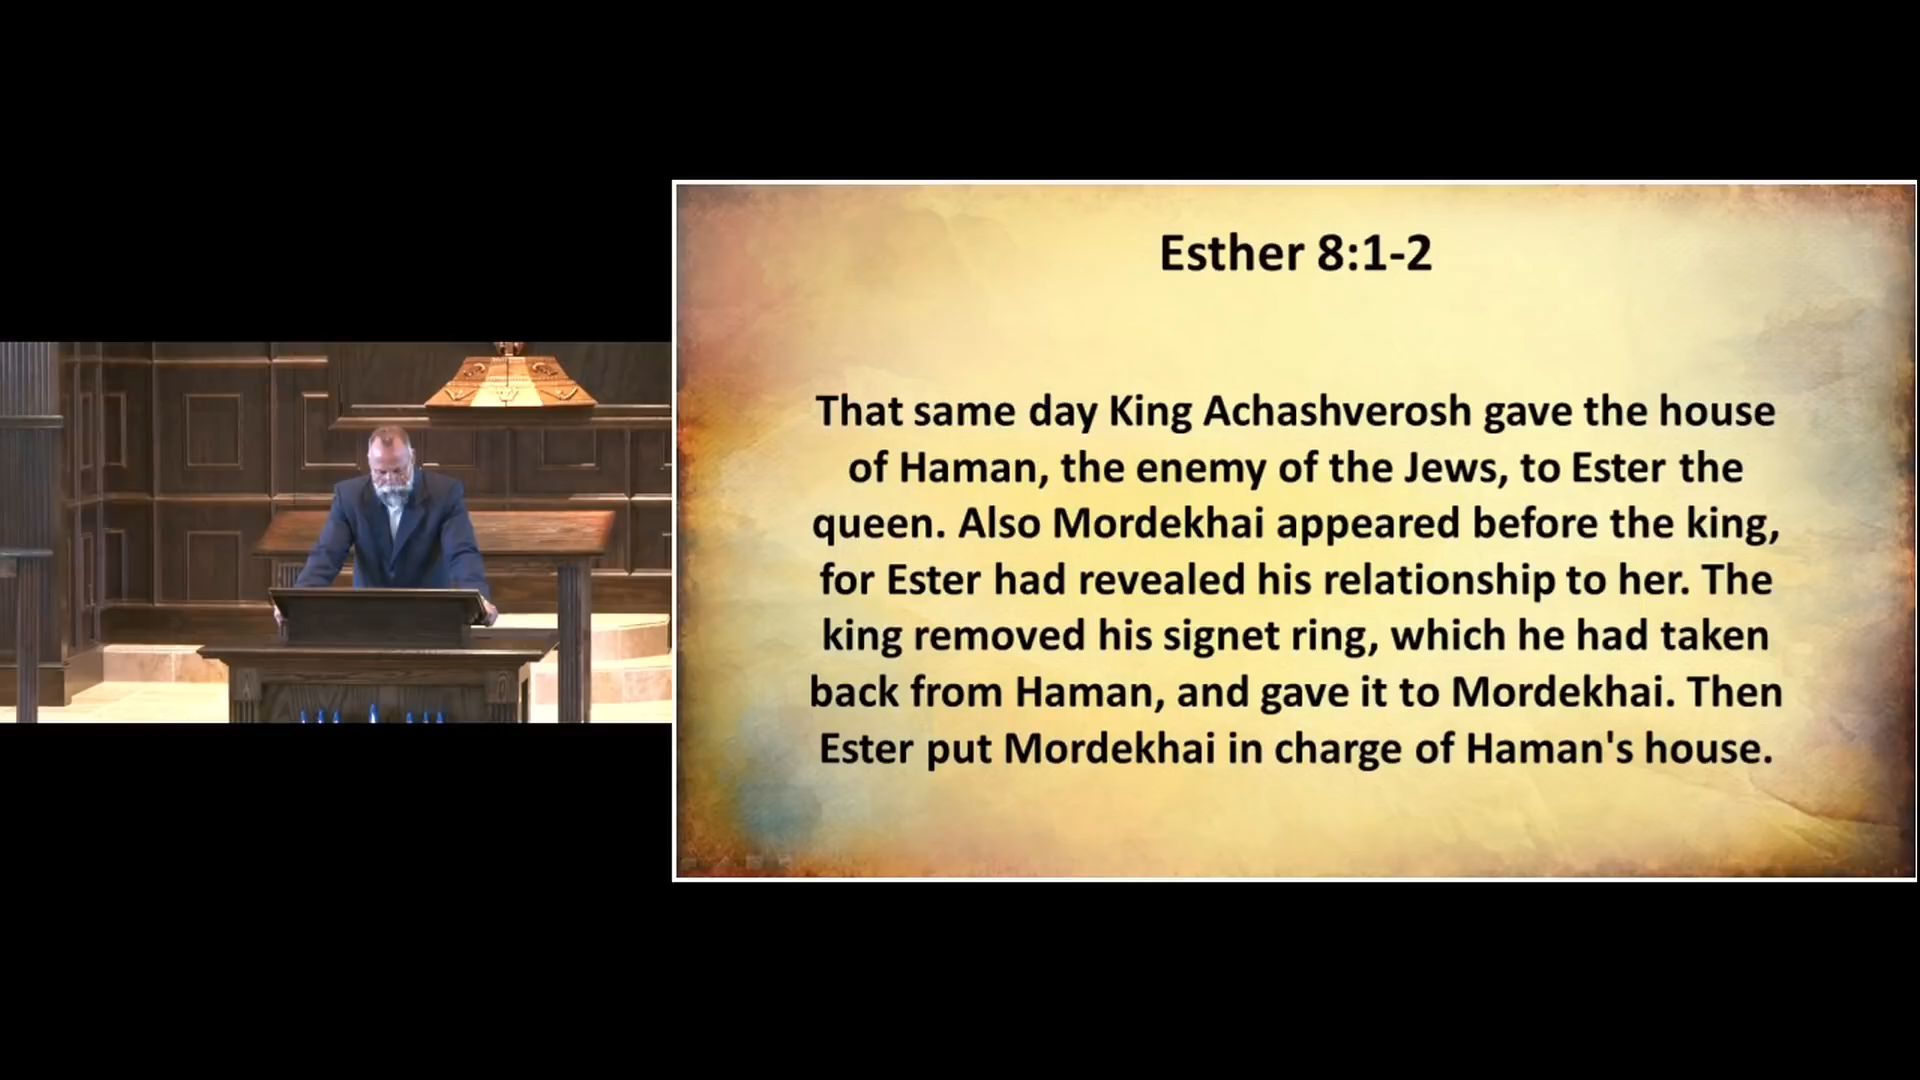 Esther 8:1-2
That same day King Achashverosh gave the house
of Haman, the enemy of the Jews, to Ester the
queen. Also Mordekhai appeared before the king,
for Ester had revealed his relationship to her. The
king removed his signet ring, which he had taken
back from Haman, and gave it to Mordekhai. Then
Ester put Mordekhai in charge of Haman's house.